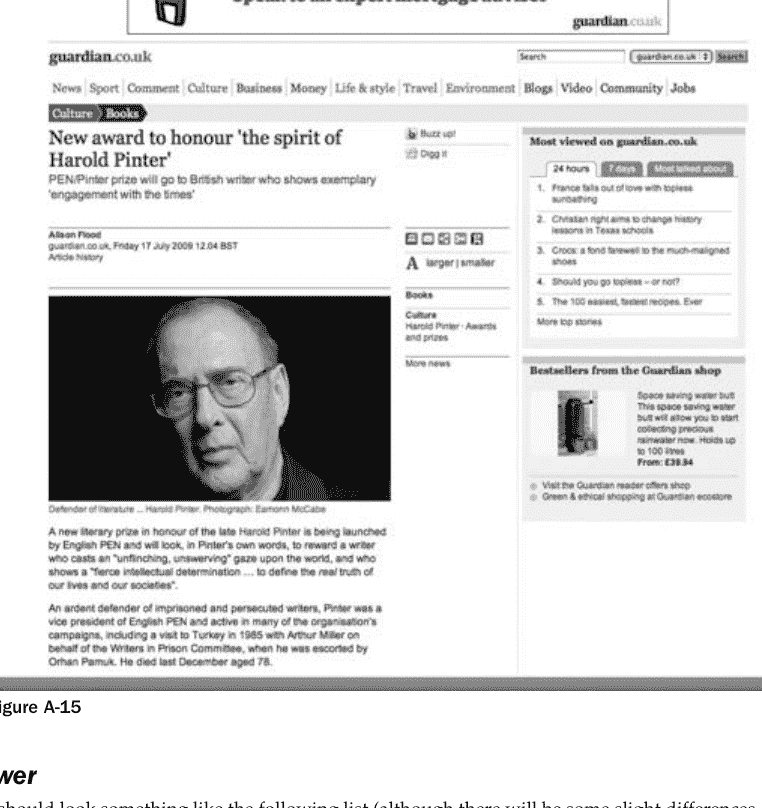 guardian.co.uk
guardian.co.uk
Search
guardian.co.uk
Search
News Sport Comment Culture Business Money Life & style Travel Environment Blogs Video Community Jobs
Culture Books
New award to honour 'the spirit of
Harold Pinter'
PEN/Pinter prize will go to British writer who shows exemplary
'engagement with the times'
Alison Flood
guardian.co.uk, Friday 17 July 2009 12.04 BST
Article history
Buzz up!
Digg it
A larger | smaller
Books
Culture
Harold Pinter · Awards
and prizes
More news
Defender of literature ... Harold Pinter. Photograph: Eamonn McCabe
A new literary prize in honour of the late Harold Pinter is being launched
by English PEN and will look, in Pinter's own words, to reward a writer
who casts an "unflinching, unswerving" gaze upon the world, and who
shows a "fierce intellectual determination ... to define the real truth of
our lives and our societies".
An ardent defender of imprisoned and persecuted writers, Pinter was a
vice president of English PEN and active in many of the organisation's
campaigns, including a visit to Turkey in 1985 with Arthur Miller on
behalf of the Writers in Prison Committee, when he was escorted by
Orhan Pamuk. He died last December aged 78.
Most viewed on guardian.co.uk
24 hours 7 days Most talked about
1. France falls out of love with topless
sunbathing
2. Christian right aims to change history
lessons in Texas schools
3. Crocs: a fond farewell to the much-maligned
shoes
4. Should you go topless – or not?
5. The 100 easiest, fastest recipes. Ever
More top stories
Bestsellers from the Guardian shop
Space saving water butt
This space saving water
butt will allow you to start
collecting precious
rainwater now. Holds up
to 100 litres
From: £39.94
Visit the Guardian reader offers shop
Green & ethical shopping at Guardian ecostore
igure A-15
wer
should look something like the following list (although there will be some slight differences